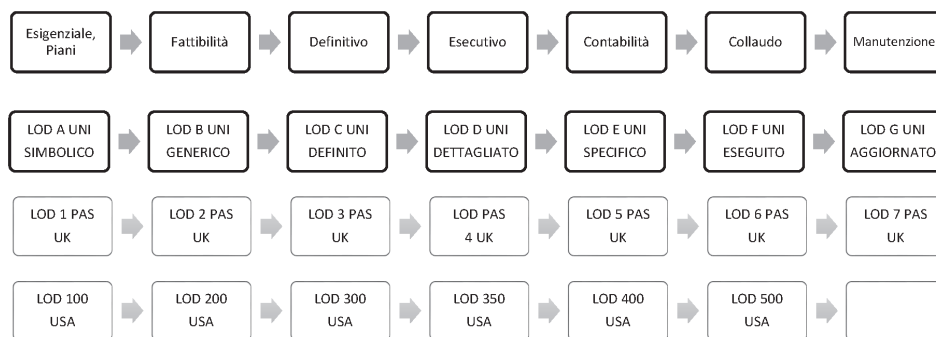 Esigenziale,
Piani
Fattibilità
Definitivo
Esecutivo
Contabilità
Collaudo
Manutenzione
LOD A UNI
SIMBOLICO
LOD B UNI
GENERICO
LOD C UNI
DEFINITO
LOD D UNI
DETTAGLIATO
LOD E UNI
SPECIFICO
LOD F UNI
ESEGUITO
LOD G UNI
AGGIORNATO
LOD 1 PAS
UK
LOD 2 PAS
UK
LOD 3 PAS
UK
LOD PAS
4 UK
LOD 5 PAS
UK
LOD 6 PAS
UK
LOD 7 PAS
UK
LOD 100
USA
LOD 200
USA
LOD 300
USA
LOD 350
USA
LOD 400
USA
LOD 500
USA